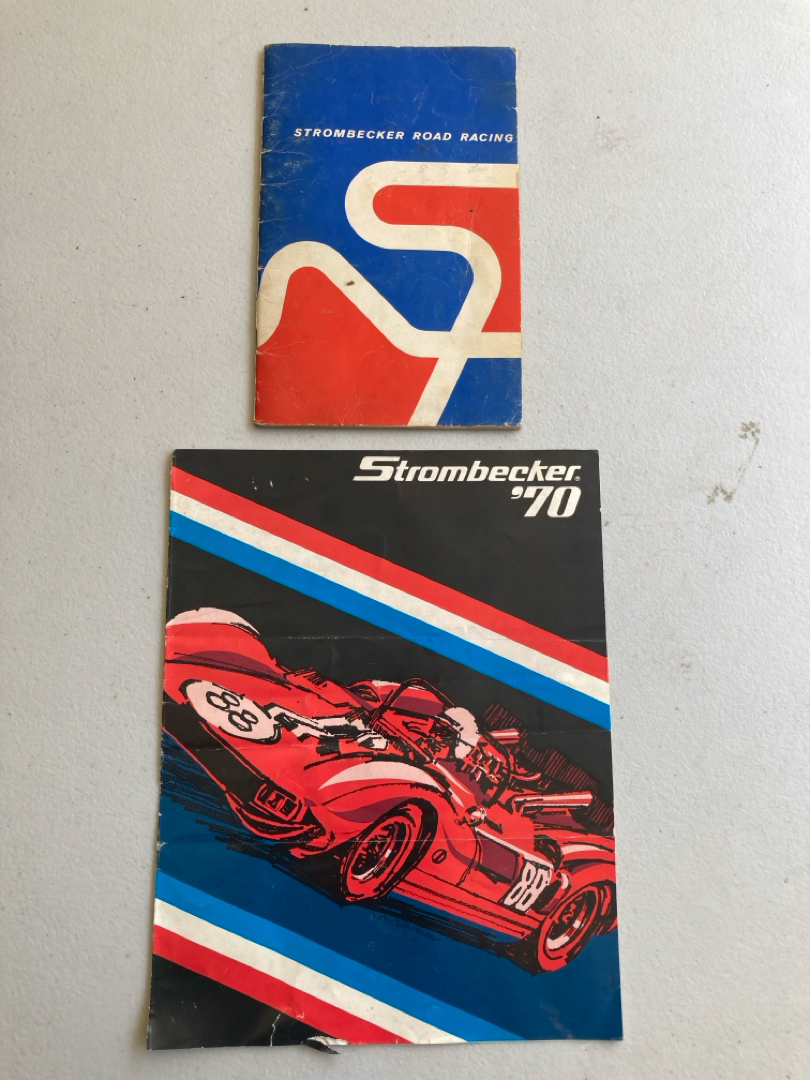 STROMBECKER ROAD RACING
Strombecker®
'70
88
88